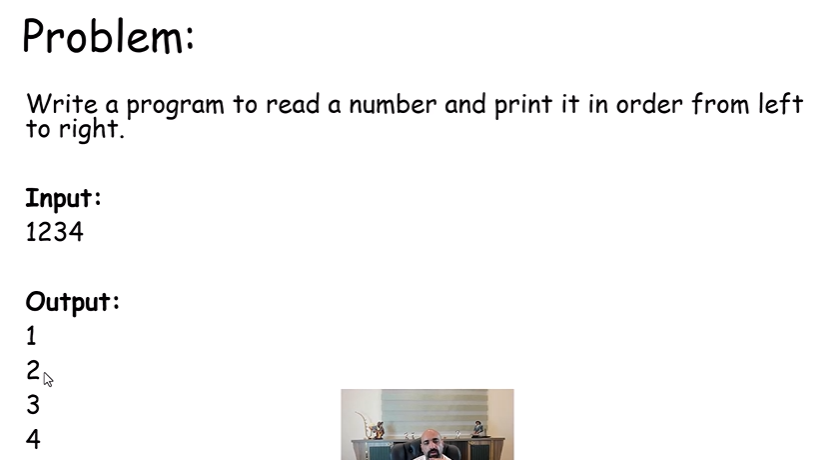 Problem:
Write a program to read a number and print it in order from left
to right.
Input:
1234
Output:
1
2
3
4